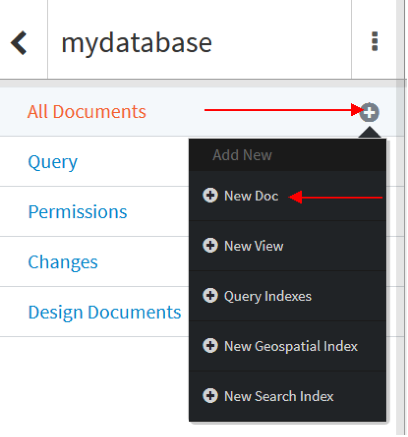 mydatabase
All Documents
Add New
Query
New Doc
Permissions
New View
Changes
Query Indexes
Design Documents
New Geospatial Index
New Search Index